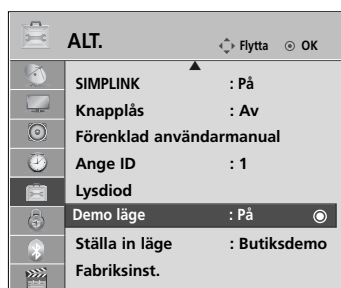 ALT. Flytta OK
SIMPLINK : På
Knapplås : Av
Förenklad användarmanual
Ange ID : 1
Lysdiod
Demo läge : På
Ställa in läge : Butiksdemo
Fabriksinst.